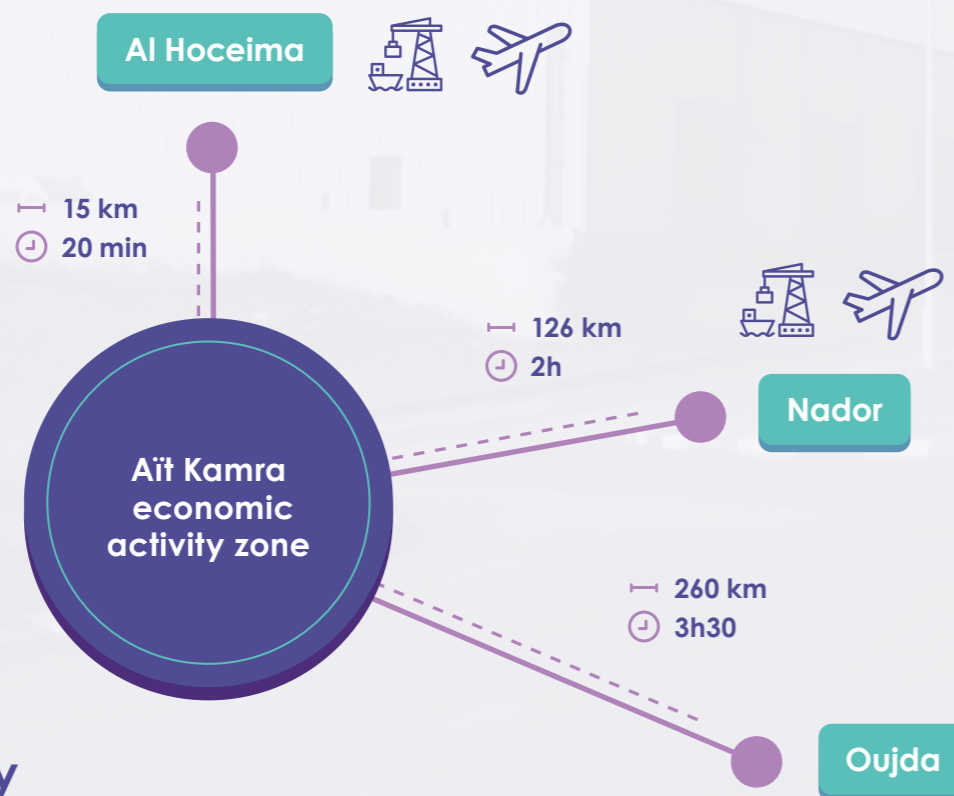 Al Hoceima
15 km
20 min
126 km
2h
Nador
Aït Kamra
economic
activity zone
260 km
3h30
Oujda
y